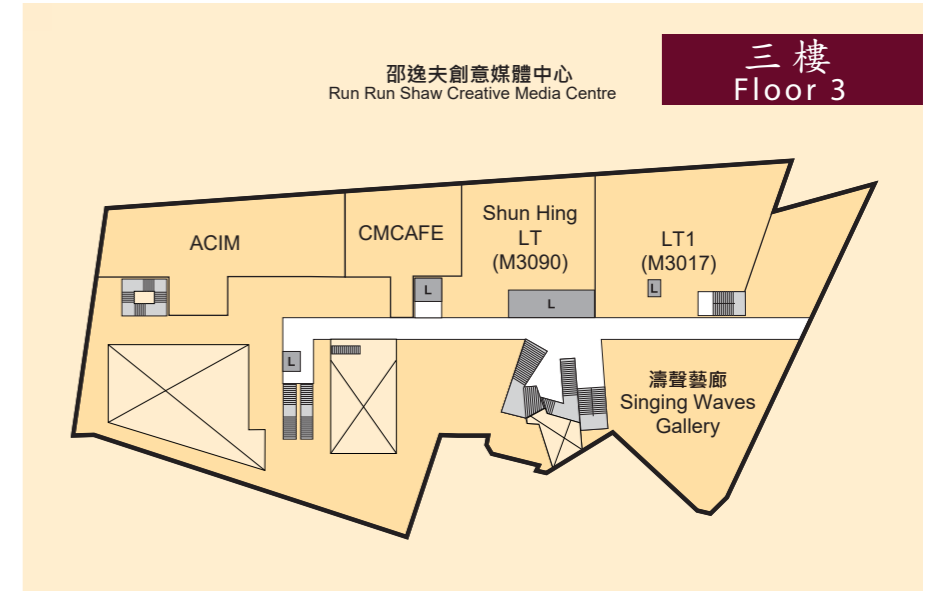 三樓
Floor 3
邵逸夫創意媒體中心
Run Run Shaw Creative Media Centre
ACIM
CMCAFE
Shun Hing
LT
(M3090)
LT1
(M3017)
L
L
L
L
濤聲藝廊
Singing Waves
Gallery